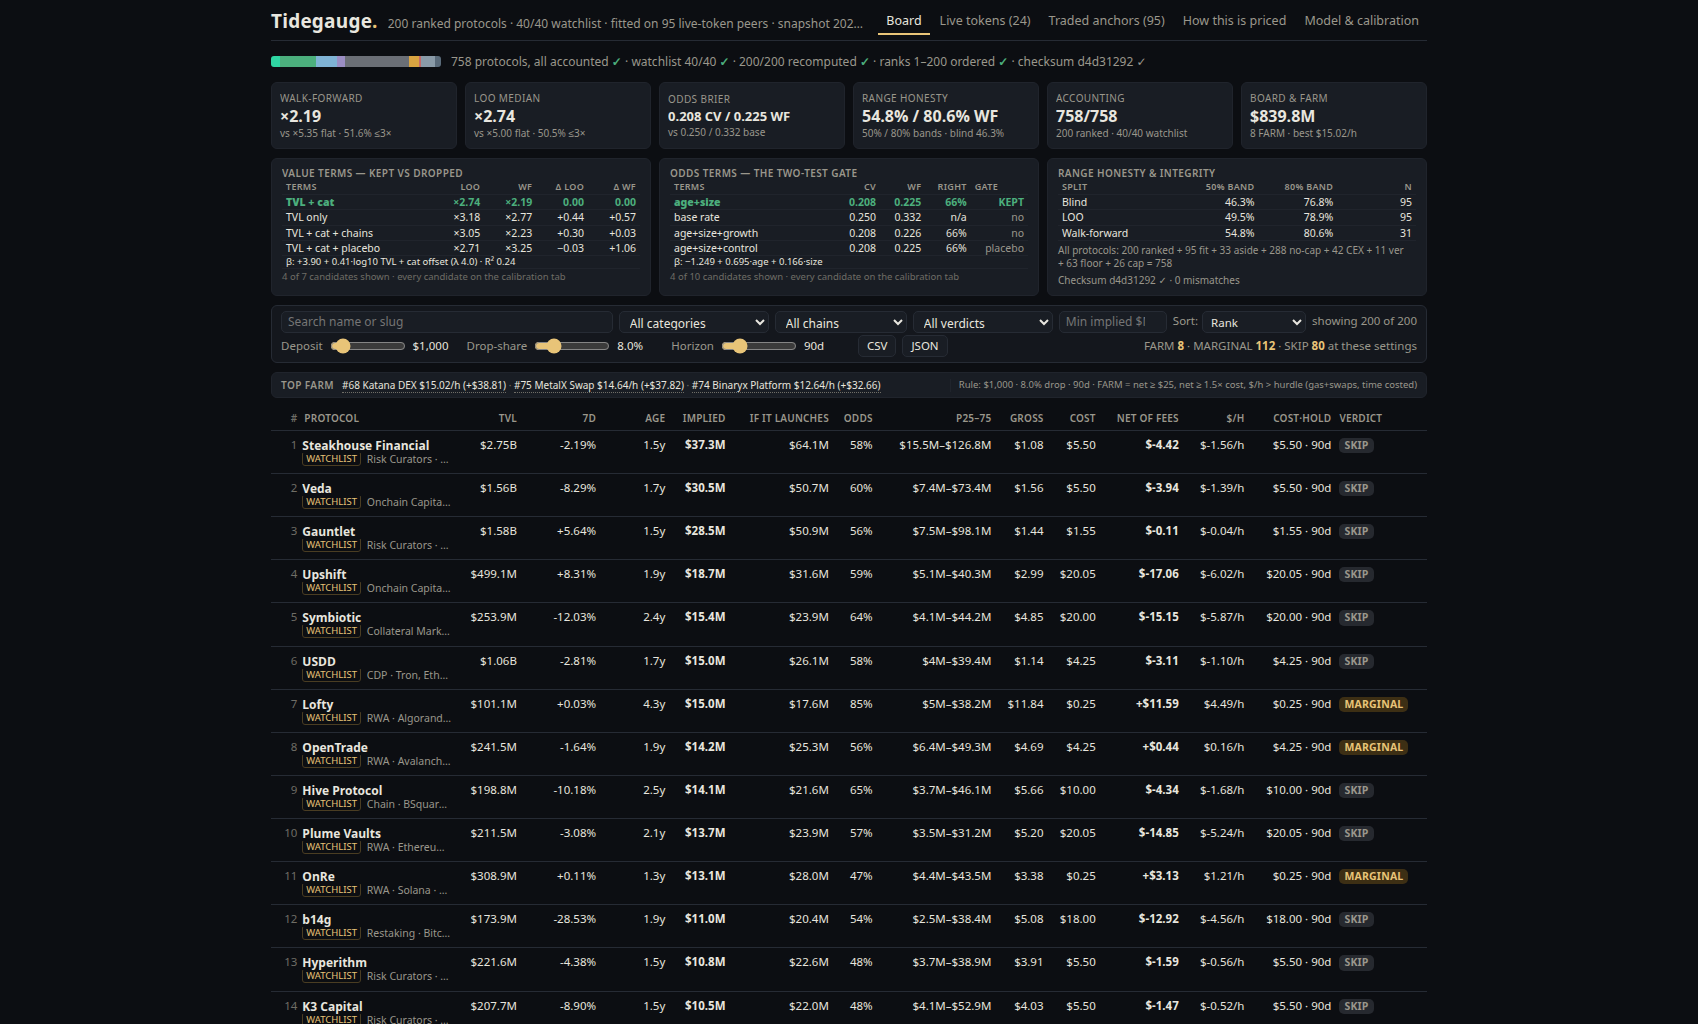 Tidegauge. 200 ranked protocols · 40/40 watchlist · fitted on 95 live-token peers · snapshot 202... Board Live tokens (24) Traded anchors (95) How this is priced Model & calibration
758 protocols, all accounted ✓ · watchlist 40/40 ✓ · 200/200 recomputed ✓ · ranks 1–200 ordered ✓ · checksum d4d31292 ✓
WALK-FORWARD
×2.19
vs ×5.35 flat · 51.6% ≤3×
LOO MEDIAN
×2.74
vs ×5.00 flat · 50.5% ≤3×
ODDS BRIER
0.208 CV / 0.225 WF
vs 0.250 / 0.332 base
RANGE HONESTY
54.8% / 80.6% WF
50% / 80% bands · blind 46.3%
ACCOUNTING
758/758
200 ranked · 40/40 watchlist
BOARD & FARM
$839.8M
8 FARM · best $15.02/h
VALUE TERMS — KEPT VS DROPPED
TERMS LOO WF Δ LOO Δ WF
TVL + cat ×2.74 ×2.19 0.00 0.00
TVL only ×3.18 ×2.77 +0.44 +0.57
TVL + cat + chains ×3.05 ×2.23 +0.30 +0.03
TVL + cat + placebo ×2.71 ×3.25 −0.03 +1.06
β: +3.90 + 0.41·log10 TVL + cat offset (λ 4.0) · R² 0.24
4 of 7 candidates shown · every candidate on the calibration tab
ODDS TERMS — THE TWO-TEST GATE
TERMS CV WF RIGHT GATE
age+size 0.208 0.225 66% KEPT
base rate 0.250 0.332 n/a no
age+size+growth 0.208 0.226 66% no
age+size+control 0.208 0.225 66% placebo
β: −1.249 + 0.695·age + 0.166·size
4 of 10 candidates shown · every candidate on the calibration tab
RANGE HONESTY & INTEGRITY
SPLIT 50% BAND 80% BAND N
Blind 46.3% 76.8% 95
LOO 49.5% 78.9% 95
Walk-forward 54.8% 80.6% 31
All protocols: 200 ranked + 95 fit + 33 aside + 288 no-cap + 42 CEX + 11 ver
+ 63 floor + 26 cap = 758
Checksum d4d31292 ✓ · 0 mismatches
Search name or slug All categories All chains All verdicts Min implied $ Sort: Rank showing 200 of 200
Deposit $1,000 Drop-share 8.0% Horizon 90d CSV JSON FARM 8 · MARGINAL 112 · SKIP 80 at these settings
TOP FARM #68 Katana DEX $15.02/h (+$38.81) · #75 MetalX Swap $14.64/h (+$37.82) · #74 Binaryx Platform $12.64/h (+$32.66) Rule: $1,000 · 8.0% drop · 90d · FARM = net ≥ $25, net ≥ 1.5× cost, $/h > hurdle (gas+swaps, time costed)
# PROTOCOL TVL 7D AGE IMPLIED IF IT LAUNCHES ODDS P25–75 GROSS COST NET OF FEES $/H COST·HOLD VERDICT
1 Steakhouse Financial $2.75B -2.19% 1.5y $37.3M $64.1M 58% $15.5M–$126.8M $1.08 $5.50 $-4.42 $-1.56/h $5.50 · 90d SKIP
WATCHLIST Risk Curators · ...
2 Veda $1.56B -8.29% 1.7y $30.5M $50.7M 60% $7.4M–$73.4M $1.56 $5.50 $-3.94 $-1.39/h $5.50 · 90d SKIP
WATCHLIST Onchain Capita...
3 Gauntlet $1.58B +5.64% 1.5y $28.5M $50.9M 56% $7.5M–$98.1M $1.44 $1.55 $-0.11 $-0.04/h $1.55 · 90d SKIP
WATCHLIST Risk Curators · ...
4 Upshift $499.1M +8.31% 1.9y $18.7M $31.6M 59% $5.1M–$40.3M $2.99 $20.05 $-17.06 $-6.02/h $20.05 · 90d SKIP
WATCHLIST Onchain Capita...
5 Symbiotic $253.9M -12.03% 2.4y $15.4M $23.9M 64% $4.1M–$44.2M $4.85 $20.00 $-15.15 $-5.87/h $20.00 · 90d SKIP
WATCHLIST Collateral Mark...
6 USDD $1.06B -2.81% 1.7y $15.0M $26.1M 58% $4M–$39.4M $1.14 $4.25 $-3.11 $-1.10/h $4.25 · 90d SKIP
WATCHLIST CDP · Tron, Eth...
7 Lofty $101.1M +0.03% 4.3y $15.0M $17.6M 85% $5M–$38.2M $11.84 $0.25 +$11.59 $4.49/h $0.25 · 90d MARGINAL
WATCHLIST RWA · Algorand...
8 OpenTrade $241.5M -1.64% 1.9y $14.2M $25.3M 56% $6.4M–$49.3M $4.69 $4.25 +$0.44 $0.16/h $4.25 · 90d MARGINAL
WATCHLIST RWA · Avalanch...
9 Hive Protocol $198.8M -10.18% 2.5y $14.1M $21.6M 65% $3.7M–$46.1M $5.66 $10.00 $-4.34 $-1.68/h $10.00 · 90d SKIP
WATCHLIST Chain · BSquar...
10 Plume Vaults $211.5M -3.08% 2.1y $13.7M $23.9M 57% $3.5M–$31.2M $5.20 $20.05 $-14.85 $-5.24/h $20.05 · 90d SKIP
WATCHLIST RWA · Ethereu...
11 OnRe $308.9M +0.11% 1.3y $13.1M $28.0M 47% $4.4M–$43.5M $3.38 $0.25 +$3.13 $1.21/h $0.25 · 90d MARGINAL
WATCHLIST RWA · Solana · ...
12 b14g $173.9M -28.53% 1.9y $11.0M $20.4M 54% $2.5M–$38.4M $5.08 $18.00 $-12.92 $-4.56/h $18.00 · 90d SKIP
WATCHLIST Restaking · Bitc...
13 Hyperithm $221.6M -4.38% 1.5y $10.8M $22.6M 48% $3.7M–$38.9M $3.91 $5.50 $-1.59 $-0.56/h $5.50 · 90d SKIP
WATCHLIST Risk Curators · ...
14 K3 Capital $207.7M -8.90% 1.5y $10.5M $22.0M 48% $4.1M–$52.9M $4.03 $5.50 $-1.47 $-0.52/h $5.50 · 90d SKIP
WATCHLIST Risk Curators · ...